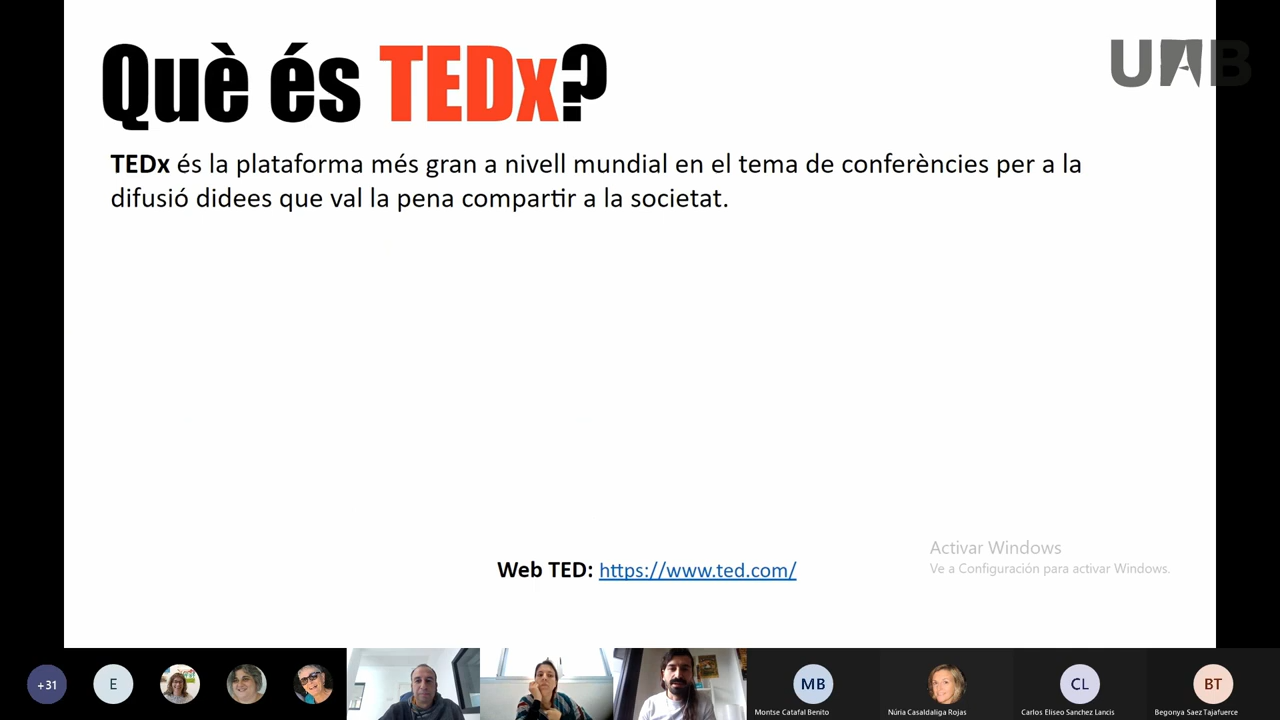 Què és TEDx?
UAB
TEDx és la plataforma més gran a nivell mundial en el tema de conferències per a la
difusió didees que val la pena compartir a la societat.
Web TED: https://www.ted.com/
Activar Windows
Ve a Configuración para activar Windows.
+31
E
MB
CL
BT
Montse Catafal Benito
Núria Casaldaliga Rojas
Carlos Eliseo Sanchez Lancis
Begonya Saez Tajafuerce